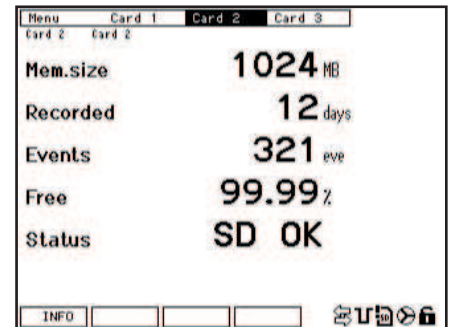 Menu Card 1 Card 2 Card 3
Card 2 Card 2
Mem.size 1024 MB
Recorded 12 days
Events 321 eve
Free 99.99 %
Status SD OK
INFO